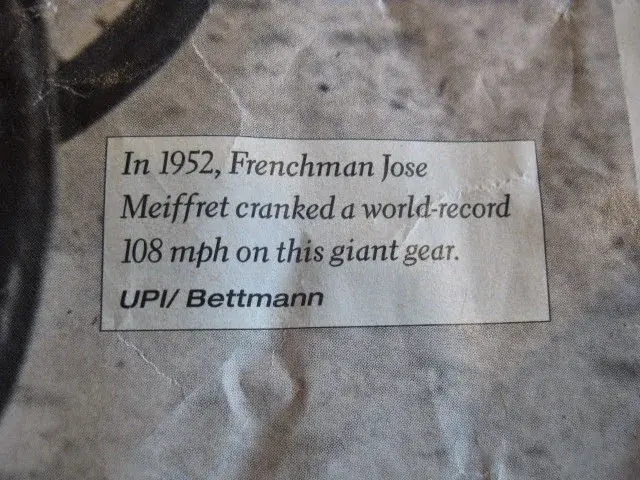 In 1952, Frenchman Jose
Meiffret cranked a world-record
108 mph on this giant gear.
UPI/ Bettmann